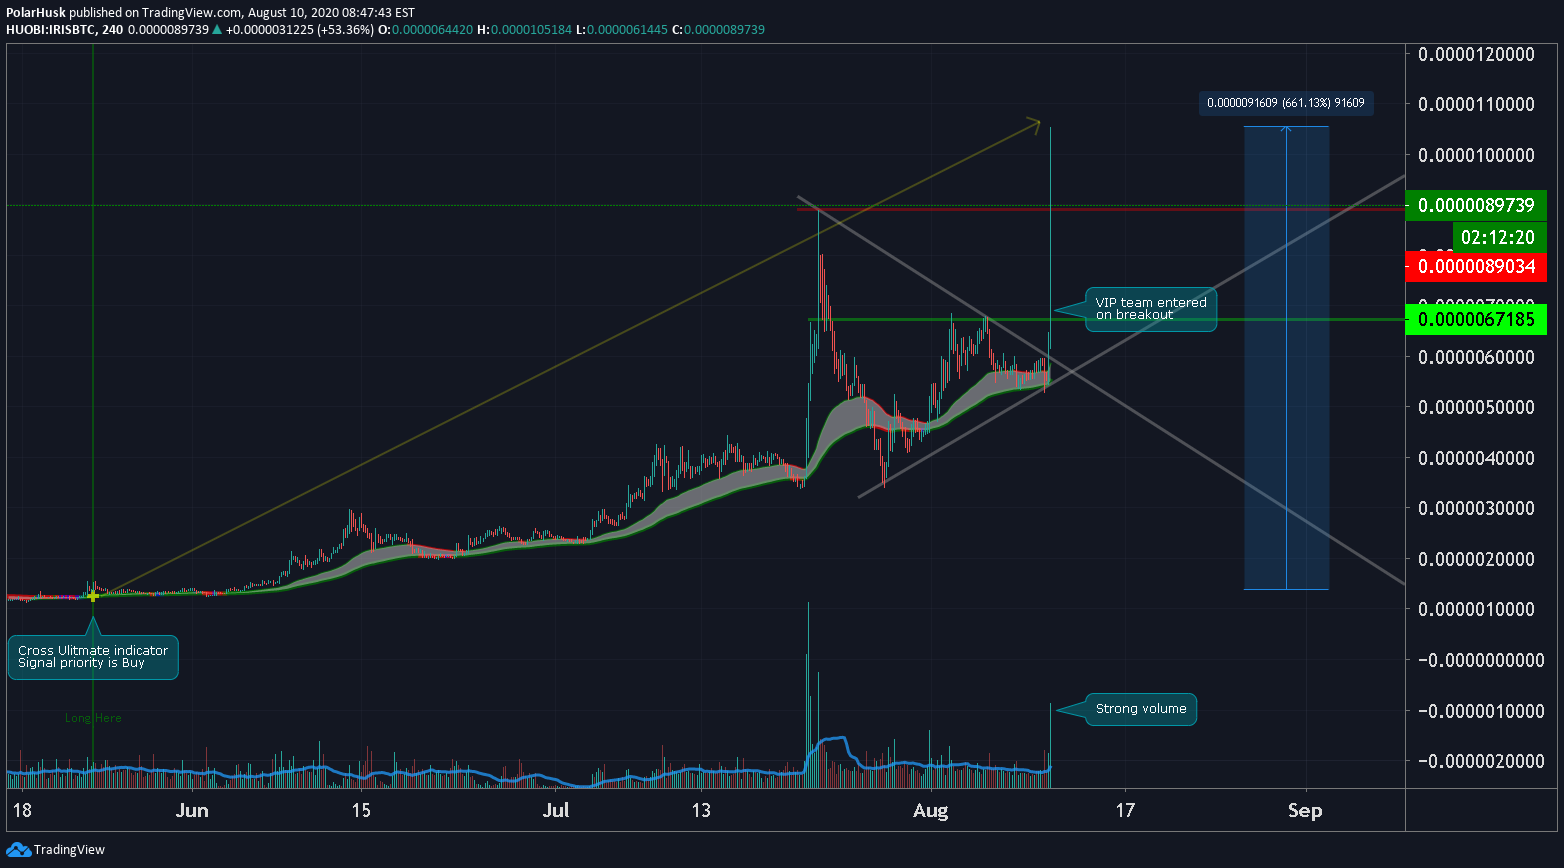 PolarHusk published on TradingView.com, August 10, 2020 08:47:43 EST
HUOBI:IRISBTC, 240 0.0000089739 ▲ +0.0000031225 (+53.36%) O:0.0000064420 H:0.0000105184 L:0.0000061445 C:0.0000089739
0.0000120000
0.0000091609 (661.13%) 91609
0.0000110000
0.0000100000
0.0000089739
02:12:20
0.0000089034
VIP team entered
on breakout
0.0000070000
0.0000067185
0.0000060000
0.0000050000
0.0000040000
0.0000030000
0.0000020000
0.0000010000
Cross Ulitmate indicator
Signal priority is Buy
−0.0000000000
Long Here
Strong volume
−0.0000010000
−0.0000020000
18 Jun 15 Jul 13 Aug 17 Sep
TradingView